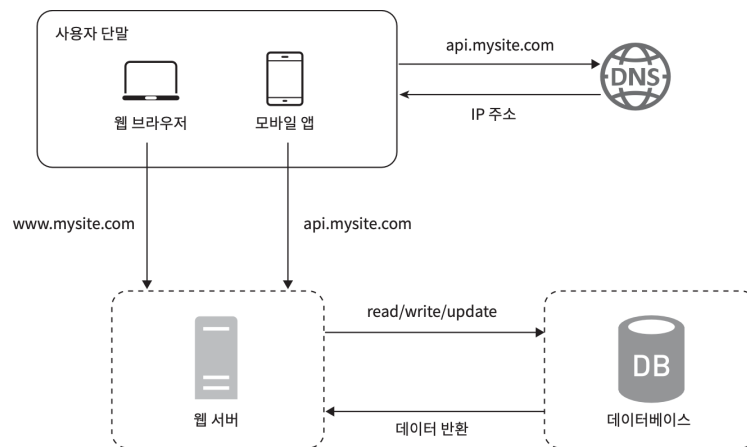 사용자 단말
api.mysite.com
DNS
IP 주소
웹 브라우저
모바일 앱
www.mysite.com
api.mysite.com
read/write/update
DB
웹 서버
데이터 반환
데이터베이스